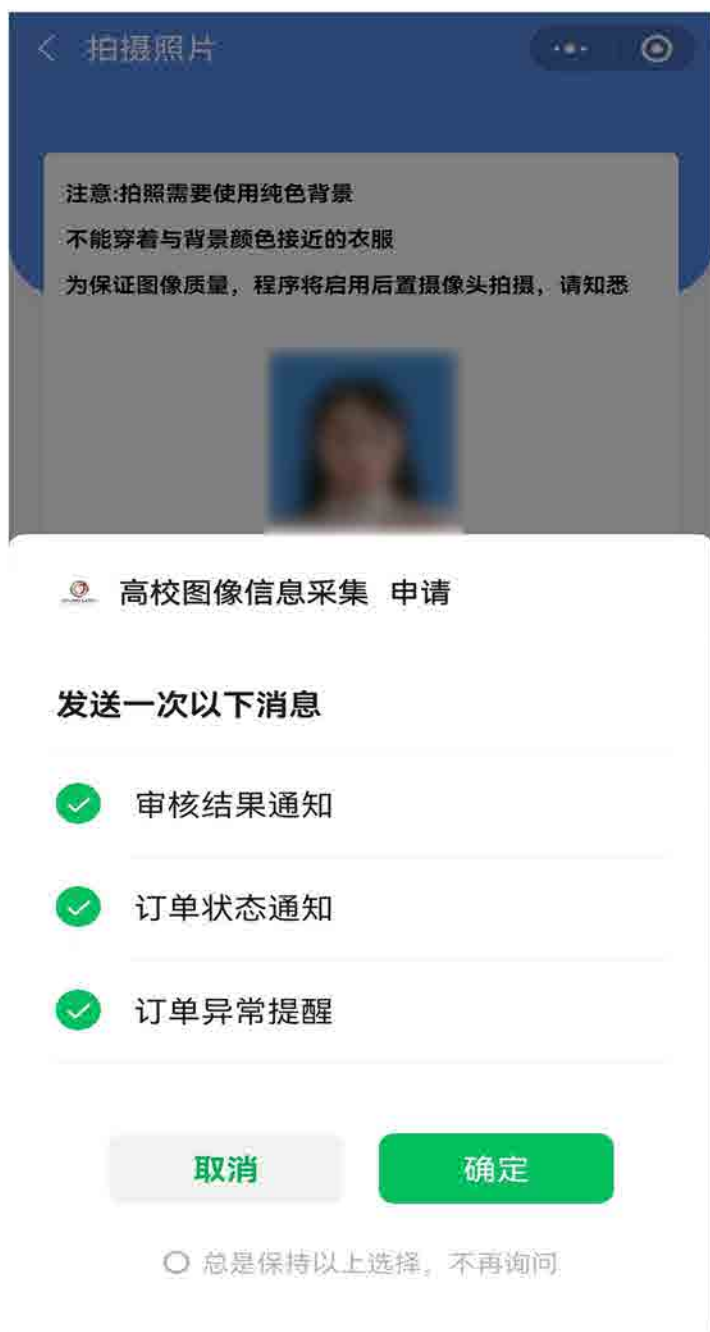 拍摄照片
注意:拍照需要使用纯色背景
不能穿着与背景颜色接近的衣服
为保证图像质量，程序将启用后置摄像头拍摄，请知悉
高校图像信息采集 申请
发送一次以下消息
审核结果通知
订单状态通知
订单异常提醒
取消 确定
总是保持以上选择，不再询问